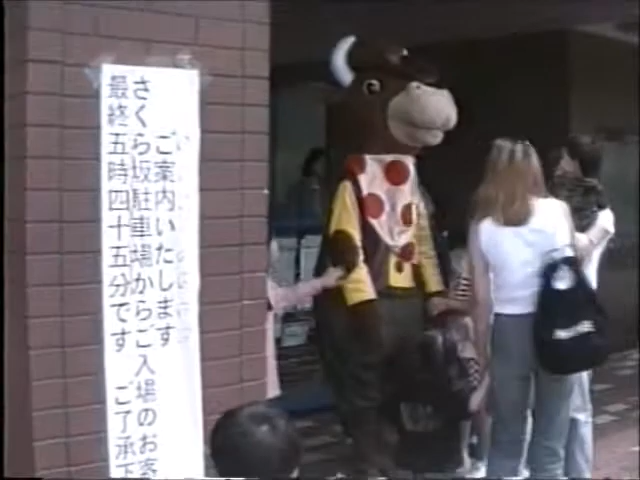 ご案内いたします
さくら坂駐車場からご入場のお客
最終五時四十五分です ご了承下